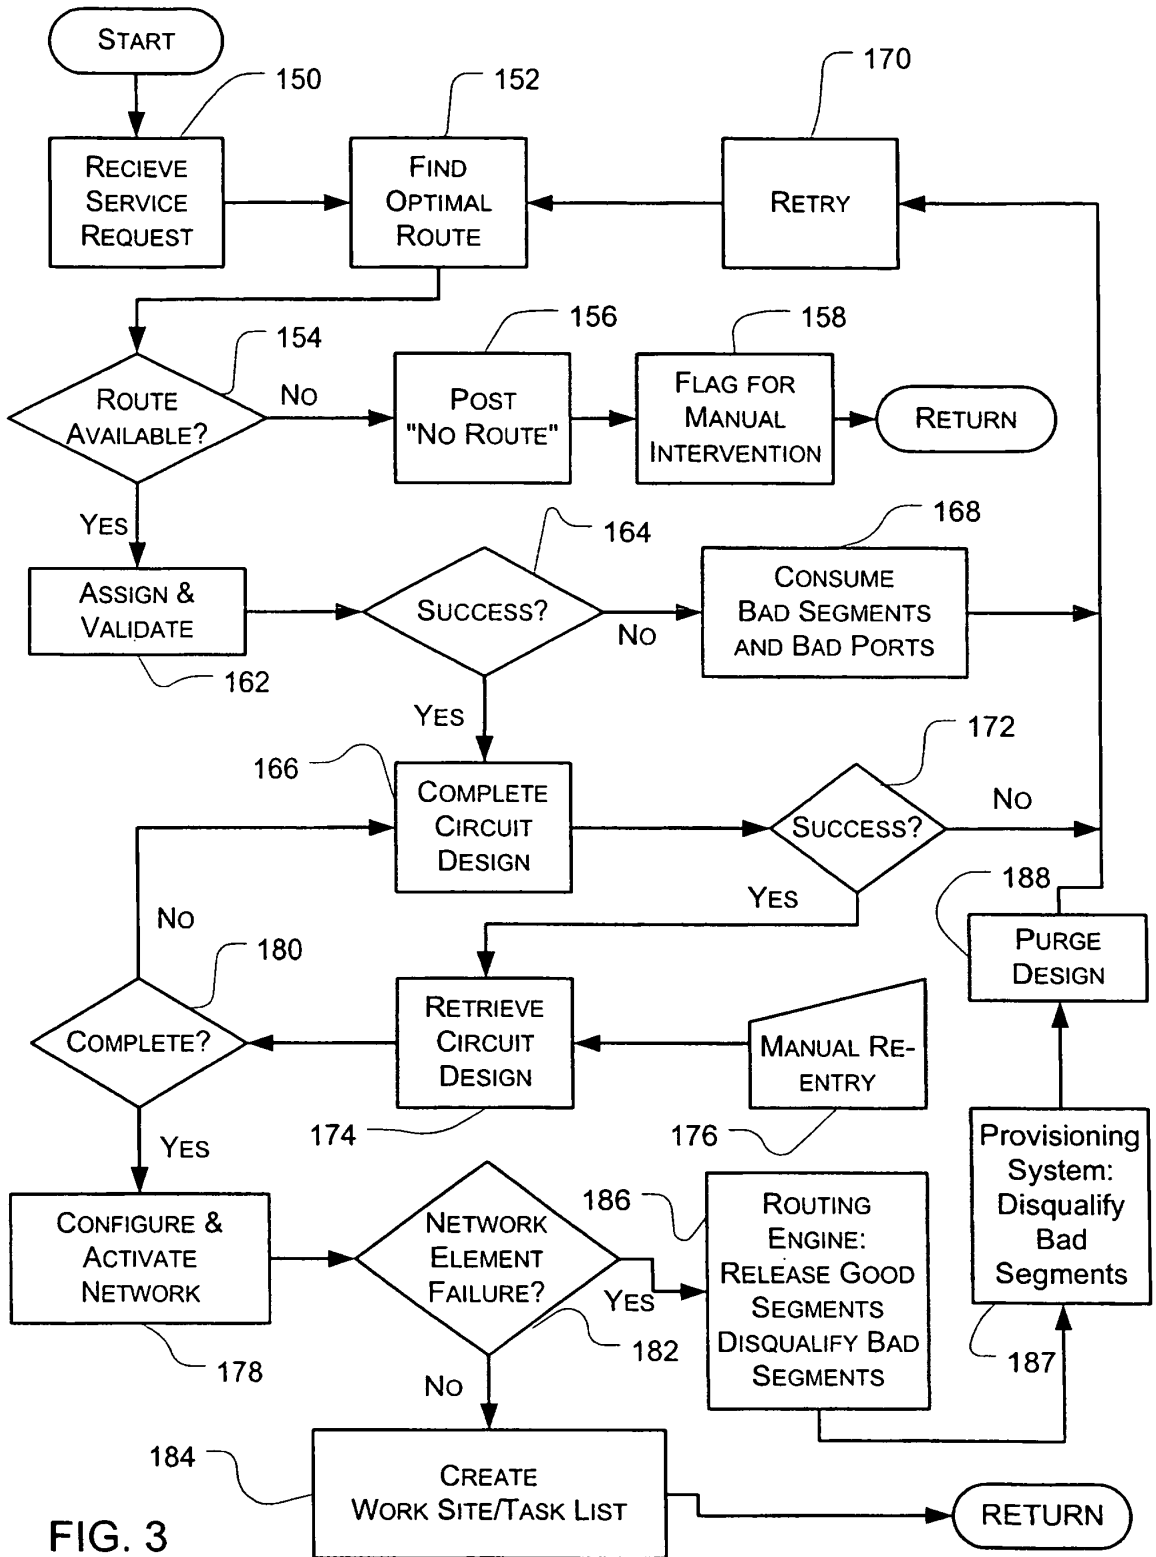 START
150
152
170
RECIEVE
SERVICE
REQUEST
FIND
OPTIMAL
ROUTE
RETRY
154
156
158
ROUTE
AVAILABLE?
NO
POST
"NO ROUTE"
FLAG FOR
MANUAL
INTERVENTION
RETURN
YES
164
168
ASSIGN &
VALIDATE
SUCCESS?
NO
CONSUME
BAD SEGMENTS
AND BAD PORTS
162
YES
172
166
COMPLETE
CIRCUIT
DESIGN
SUCCESS?
NO
YES
188
NO
180
PURGE
DESIGN
COMPLETE?
RETRIEVE
CIRCUIT
DESIGN
MANUAL RE-
ENTRY
174
176
YES
Provisioning
System:
Disqualify
Bad
Segments
186
CONFIGURE &
ACTIVATE
NETWORK
NETWORK
ELEMENT
FAILURE?
YES
ROUTING
ENGINE:
RELEASE GOOD
SEGMENTS
DISQUALIFY BAD
SEGMENTS
178
182
187
NO
184
CREATE
WORK SITE/TASK LIST
RETURN
FIG. 3